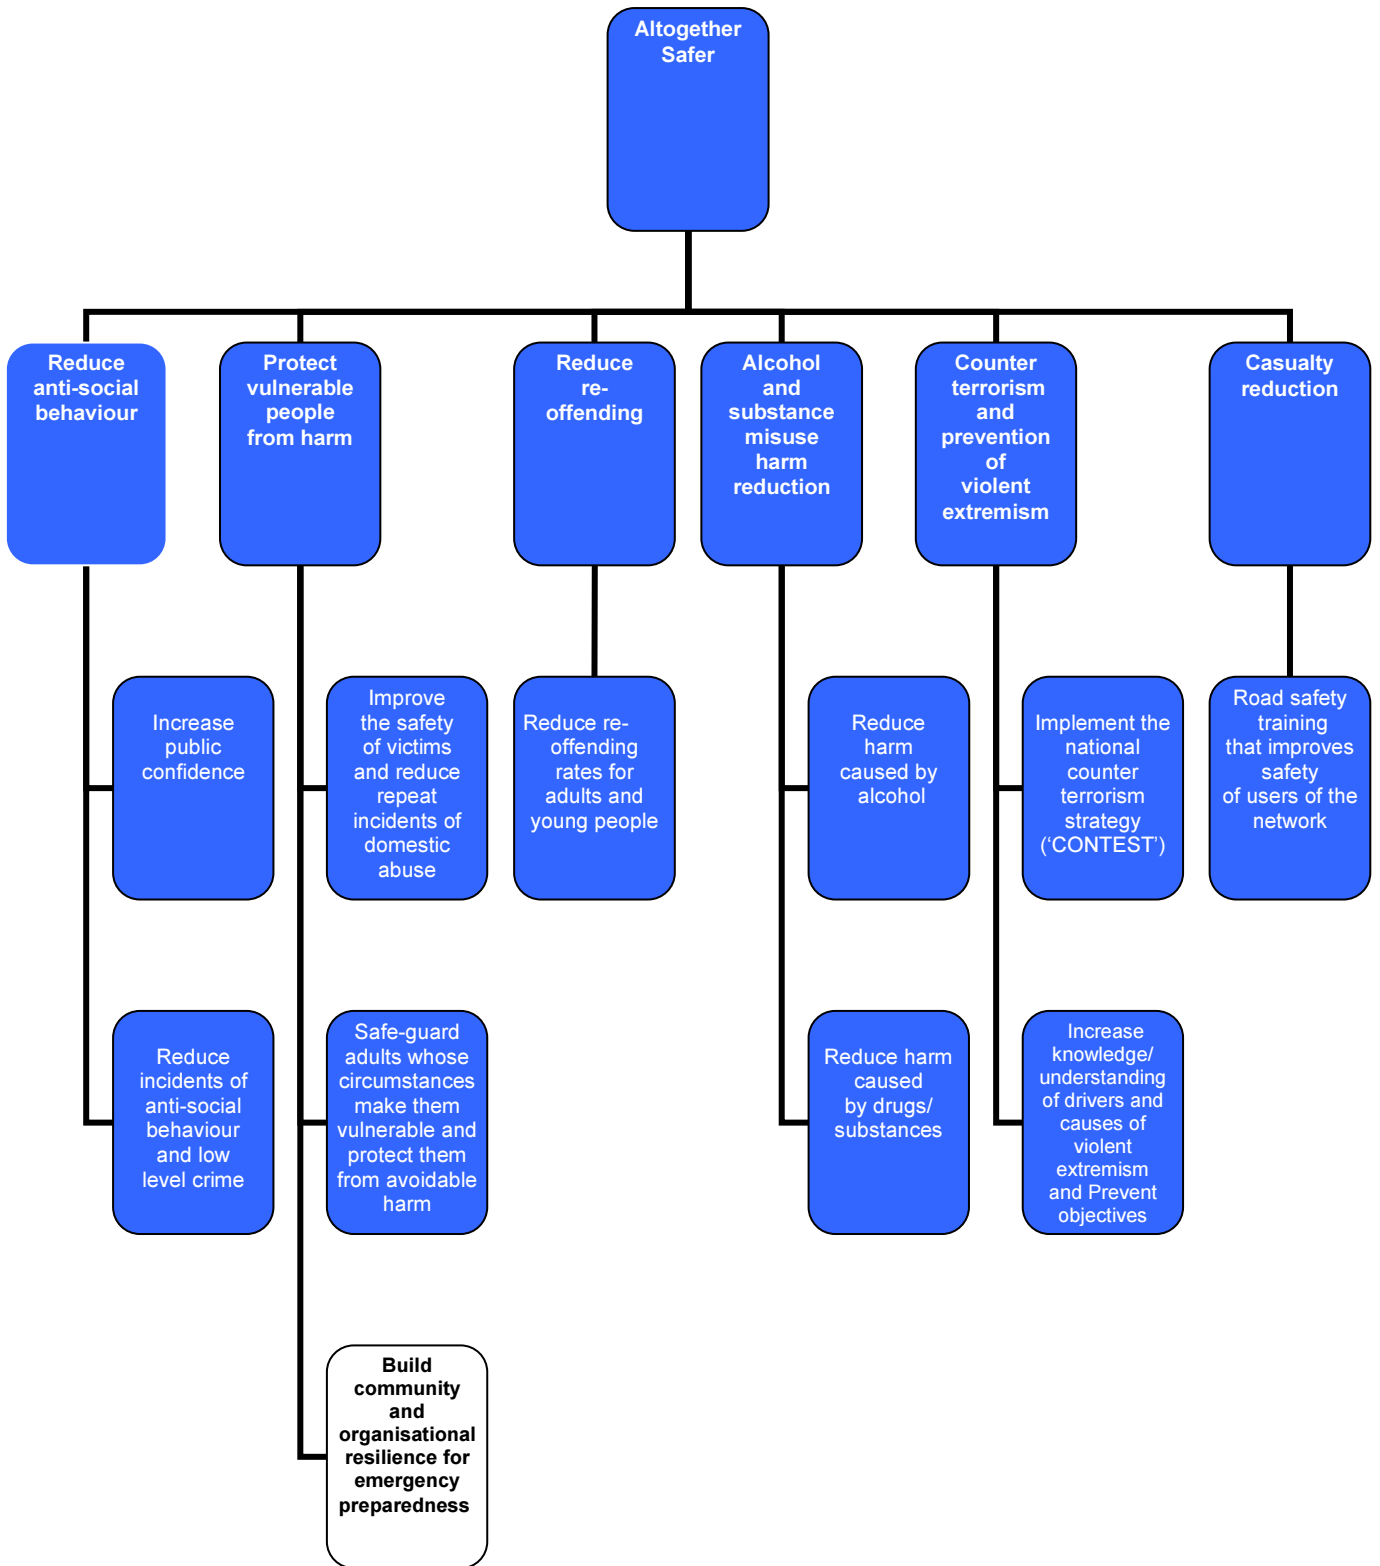 Altogether
Safer
Reduce
anti-social
behaviour
Protect
vulnerable
people
from harm
Reduce
re-
offending
Alcohol
and
substance
misuse
harm
reduction
Counter
terrorism
and
prevention
of
violent
extremism
Casualty
reduction
Increase
public
confidence
Improve
the safety
of victims
and reduce
repeat
incidents of
domestic
abuse
Reduce re-
offending
rates for
adults and
young people
Reduce
harm
caused by
alcohol
Implement the
national
counter
terrorism
strategy
(‘CONTEST’)
Road safety
training
that improves
safety
of users of the
network
Reduce
incidents of
anti-social
behaviour
and low
level crime
Safe-guard
adults whose
circumstances
make them
vulnerable and
protect them
from avoidable
harm
Reduce harm
caused
by drugs/
substances
Increase
knowledge/
understanding
of drivers and
causes of
violent
extremism
and Prevent
objectives
Build
community
and
organisational
resilience for
emergency
preparedness